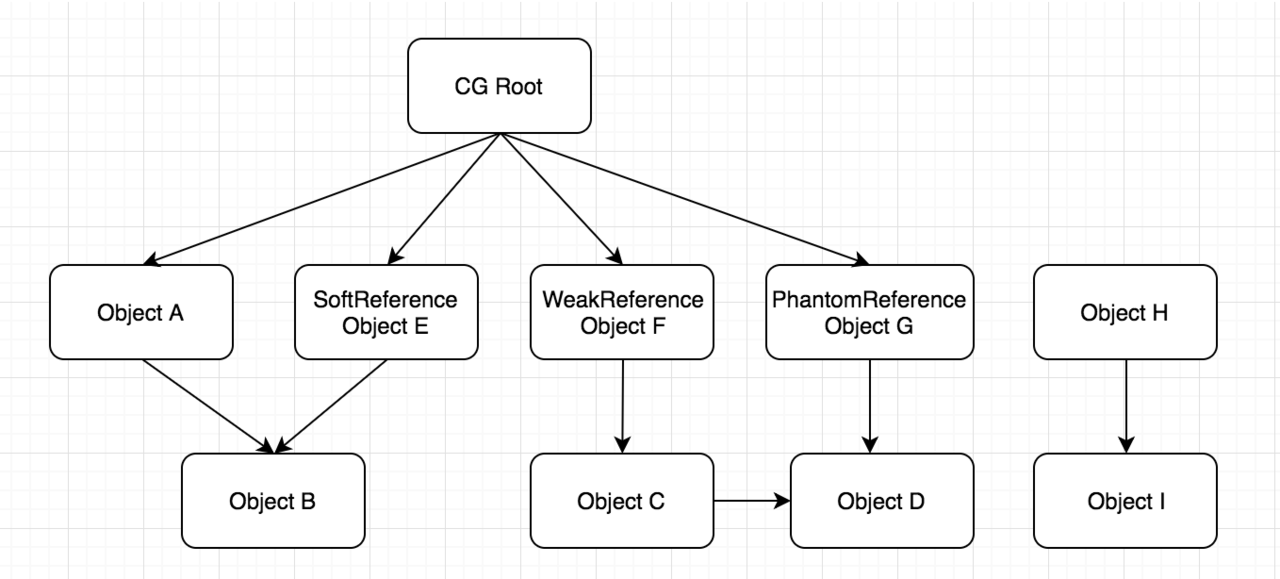 CG Root
Object A
SoftReference
Object E
WeakReference
Object F
PhantomReference
Object G
Object H
Object B
Object C
Object D
Object I